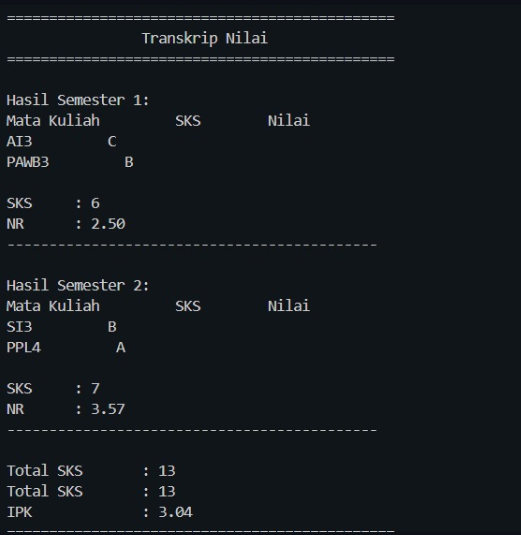 ==============================================
Transkrip Nilai
==============================================
Hasil Semester 1:
Mata Kuliah SKS Nilai
AI3 C
PAWB3 B
SKS : 6
NR : 2.50
--------------------------------------------
Hasil Semester 2:
Mata Kuliah SKS Nilai
SI3 B
PPL4 A
SKS : 7
NR : 3.57
--------------------------------------------
Total SKS : 13
Total SKS : 13
IPK : 3.04
==============================================